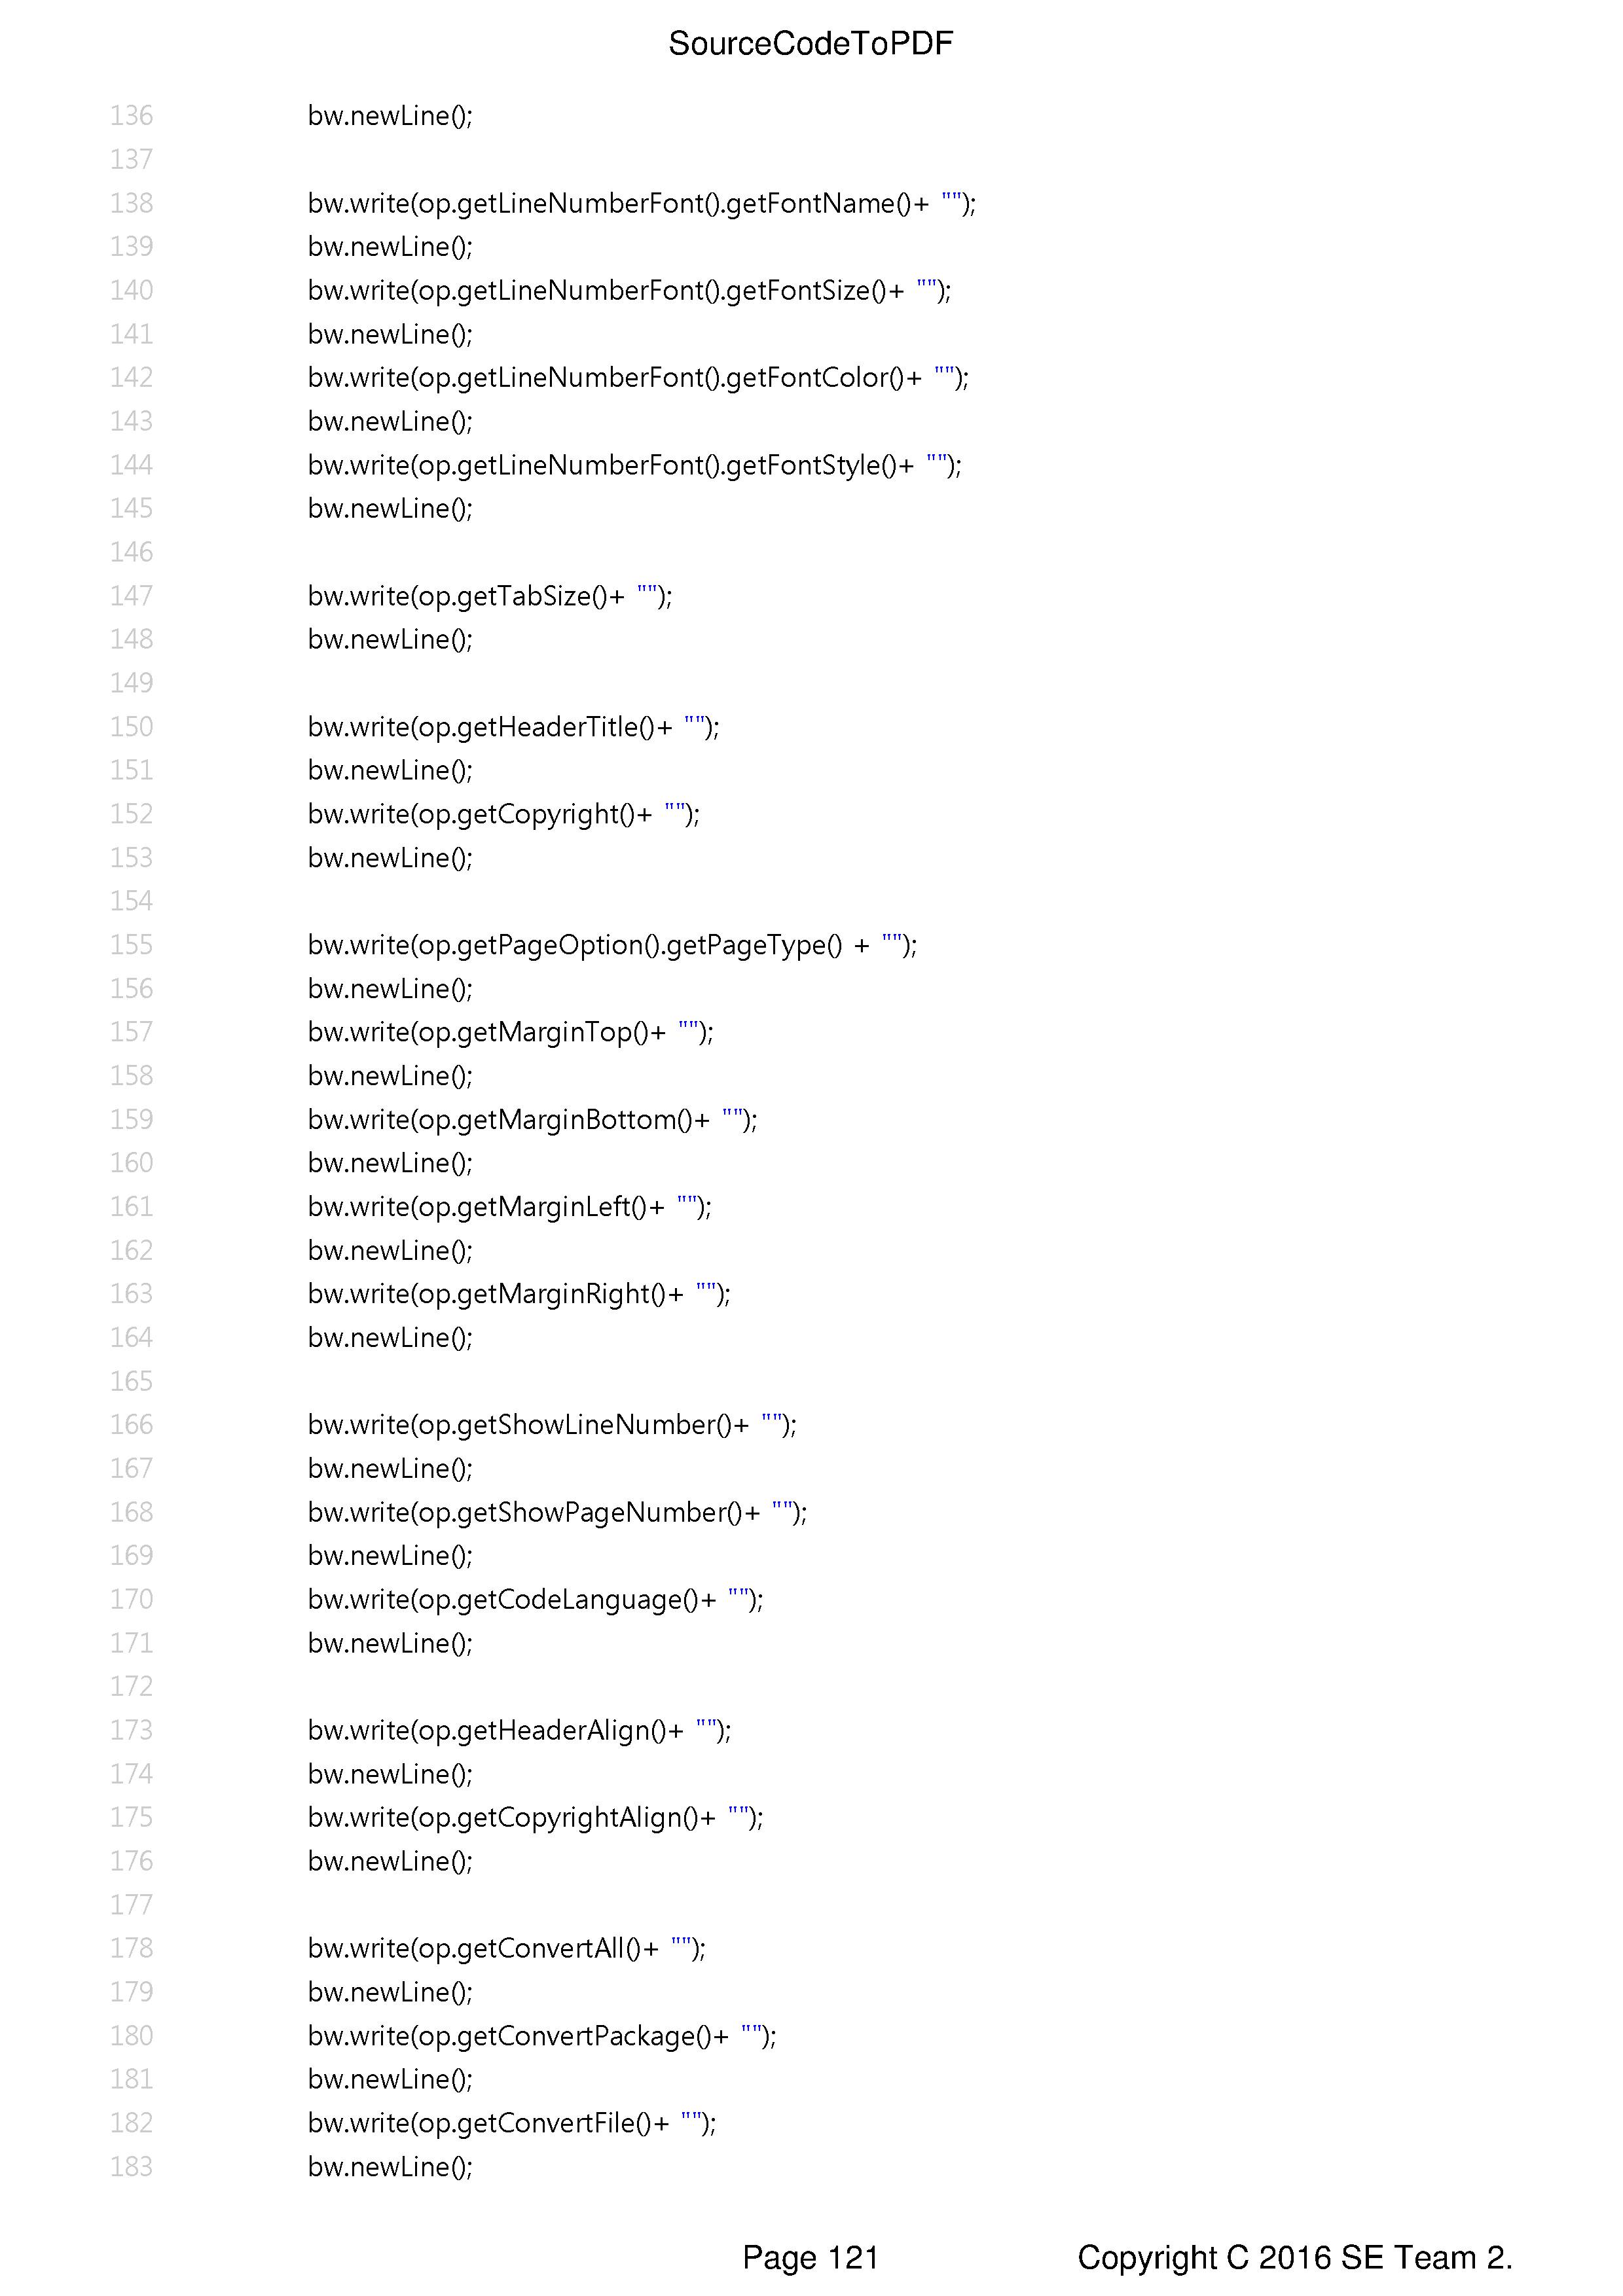 SourceCodeToPDF
136 bw.newLine();
137
138 bw.write(op.getLineNumberFont().getFontName()+ "");
139 bw.newLine();
140 bw.write(op.getLineNumberFont().getFontSize()+ "");
141 bw.newLine();
142 bw.write(op.getLineNumberFont().getFontColor()+ "");
143 bw.newLine();
144 bw.write(op.getLineNumberFont().getFontStyle()+ "");
145 bw.newLine();
146
147 bw.write(op.getTabSize()+ "");
148 bw.newLine();
149
150 bw.write(op.getHeaderTitle()+ "");
151 bw.newLine();
152 bw.write(op.getCopyright()+ "");
153 bw.newLine();
154
155 bw.write(op.getPageOption().getPageType() + "");
156 bw.newLine();
157 bw.write(op.getMarginTop()+ "");
158 bw.newLine();
159 bw.write(op.getMarginBottom()+ "");
160 bw.newLine();
161 bw.write(op.getMarginLeft()+ "");
162 bw.newLine();
163 bw.write(op.getMarginRight()+ "");
164 bw.newLine();
165
166 bw.write(op.getShowLineNumber()+ "");
167 bw.newLine();
168 bw.write(op.getShowPageNumber()+ "");
169 bw.newLine();
170 bw.write(op.getCodeLanguage()+ "");
171 bw.newLine();
172
173 bw.write(op.getHeaderAlign()+ "");
174 bw.newLine();
175 bw.write(op.getCopyrightAlign()+ "");
176 bw.newLine();
177
178 bw.write(op.getConvertAll()+ "");
179 bw.newLine();
180 bw.write(op.getConvertPackage()+ "");
181 bw.newLine();
182 bw.write(op.getConvertFile()+ "");
183 bw.newLine();
Page 121 Copyright C 2016 SE Team 2.